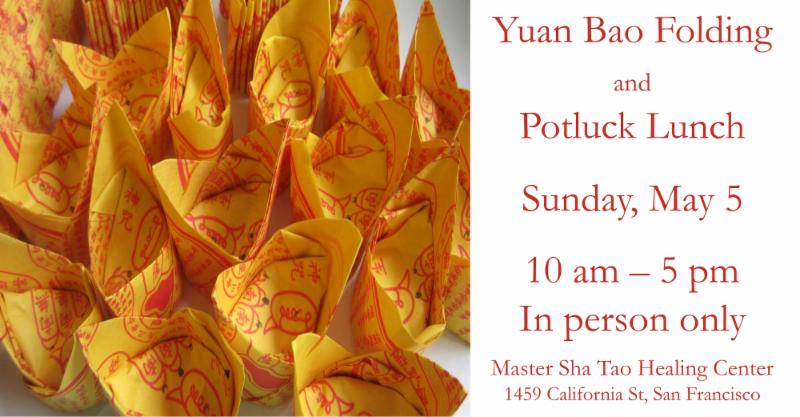 Yuan Bao Folding
and
Potluck Lunch
Sunday, May 5
10 am – 5 pm
In person only
Master Sha Tao Healing Center
1459 California St, San Francisco